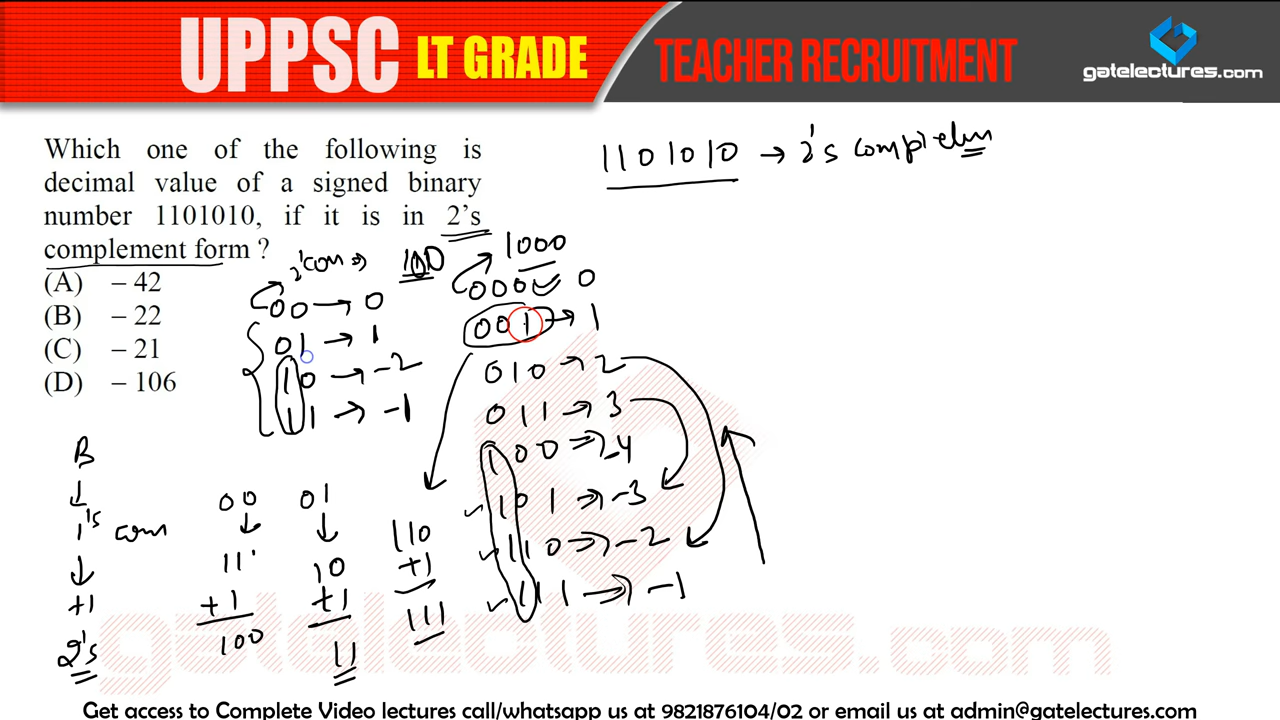 UPPSC LT GRADE TEACHER RECRUITMENT
gatelectures.com
Which one of the following is
decimal value of a signed binary
number 1101010, if it is in 2's
complement form ?
(A) – 42
(B) – 22
(C) – 21
(D) – 106
1101010 → 2's complem
2's com ⇒ 100
00 → 0
01 → 1
10 → -2
11 → -1
1000
000 0
001 → 1
010 → 2
011 → 3
100 ⇒ -4
101 ⇒ -3
110 ⇒ -2
111 ⇒ -1
B
↓
1's com
↓
+1
2's
00
↓
11
+1
100
01
↓
10
+1
11
110
+1
111
gatelectures.com
Get access to Complete Video lectures call/whatsapp us at 9821876104/02 or email us at admin@gatelectures.com